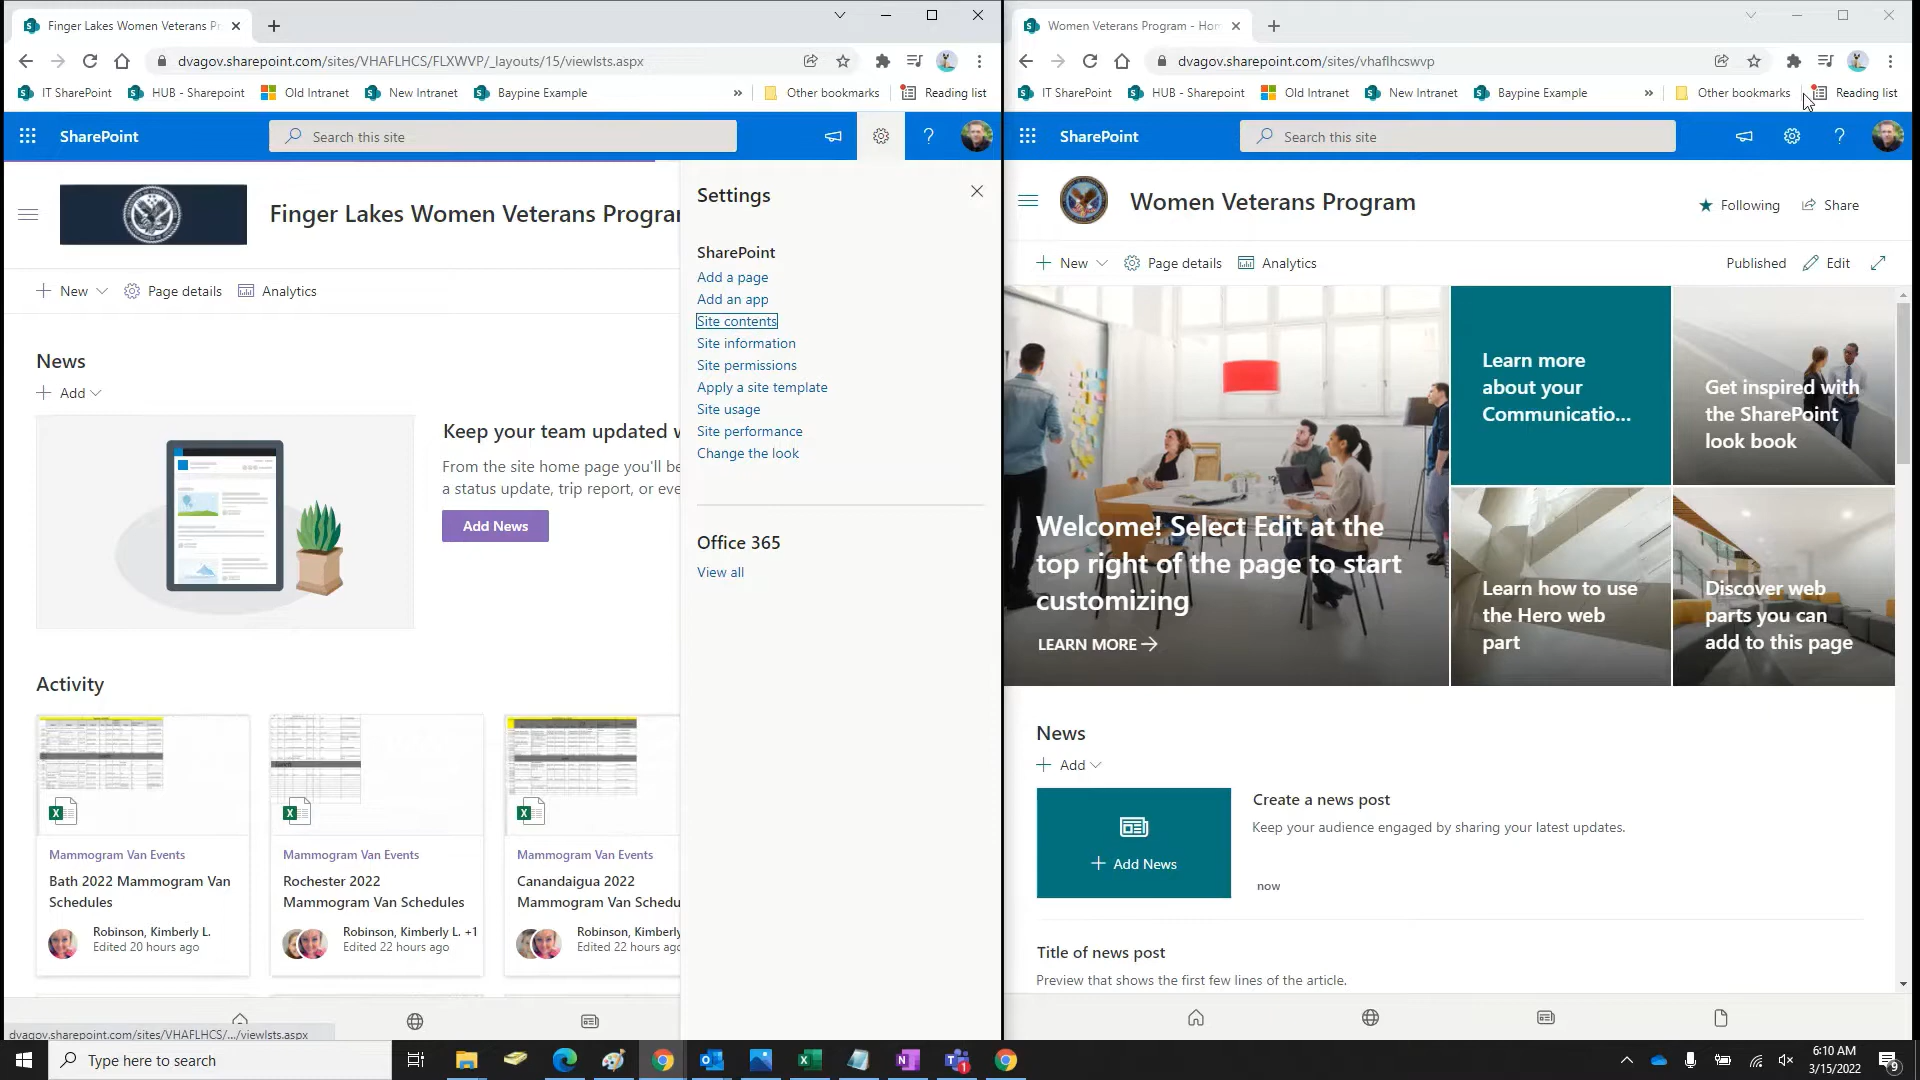 Finger Lakes Women Veterans Pr
dvagov.sharepoint.com/sites/VHAFLHCS/FLXWVP/_layouts/15/viewlsts.aspx
IT SharePoint
HUB - Sharepoint
Old Intranet
New Intranet
Baypine Example
»
Other bookmarks
Reading list
SharePoint
Search this site
?
Finger Lakes Women Veterans Program
+ New
Page details
Analytics
News
+ Add
Keep your team updated w
From the site home page you'll be
a status update, trip report, or eve
Add News
Activity
Mammogram Van Events
Bath 2022 Mammogram Van
Schedules
Robinson, Kimberly L.
Edited 20 hours ago
Mammogram Van Events
Rochester 2022
Mammogram Van Schedules
Robinson, Kimberly L. +1
Edited 22 hours ago
Mammogram Van Events
Canandaigua 2022
Mammogram Van Schedu
Robinson, Kimberly L.
Edited 22 hours ago
dvagov.sharepoint.com/sites/VHAFLHCS/.../viewlsts.aspx
Settings
SharePoint
Add a page
Add an app
Site contents
Site information
Site permissions
Apply a site template
Site usage
Site performance
Change the look
Office 365
View all
Women Veterans Program - Hom
dvagov.sharepoint.com/sites/vhaflhcswvp
IT SharePoint
HUB - Sharepoint
Old Intranet
New Intranet
Baypine Example
»
Other bookmarks
Reading list
SharePoint
Search this site
?
Women Veterans Program
Following
Share
+ New
Page details
Analytics
Published
Edit
Welcome! Select Edit at the
top right of the page to start
customizing
LEARN MORE →
Learn more
about your
Communicatio...
Get inspired with
the SharePoint
look book
Learn how to use
the Hero web
part
Discover web
parts you can
add to this page
News
+ Add
+ Add News
Create a news post
Keep your audience engaged by sharing your latest updates.
now
Title of news post
Preview that shows the first few lines of the article.
Type here to search
6:10 AM
3/15/2022